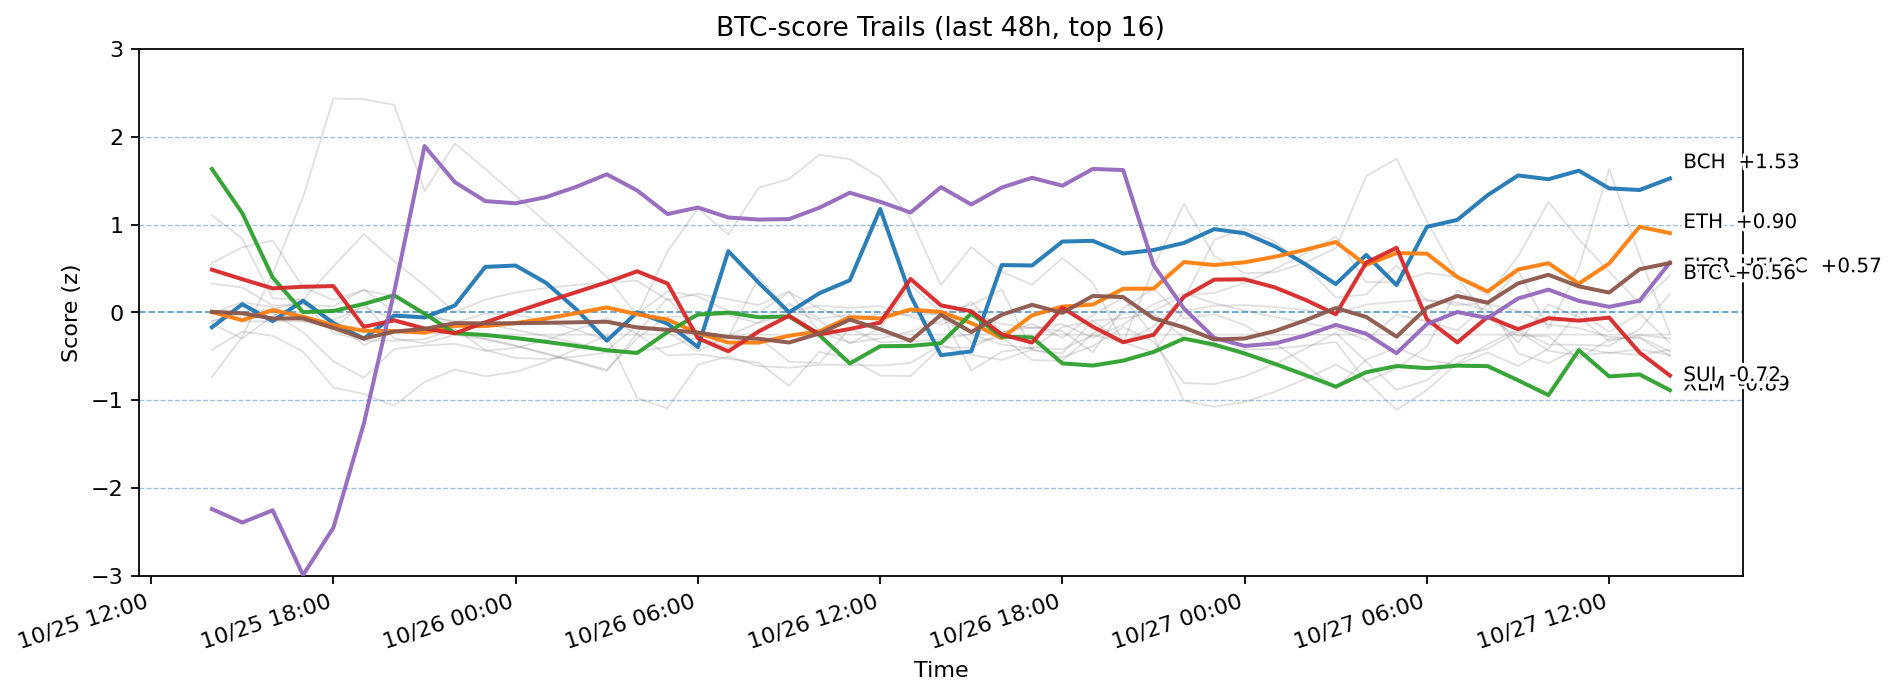 BTC-score Trails (last 48h, top 16)
Score (z)
3
2
1
0
−1
−2
−3
BCH +1.53
ETH +0.90
+0.57
BTC +0.56
SUI -0.72
XLM -0.89
10/25 12:00
10/25 18:00
10/26 00:00
10/26 06:00
10/26 12:00
10/26 18:00
10/27 00:00
10/27 06:00
10/27 12:00
Time